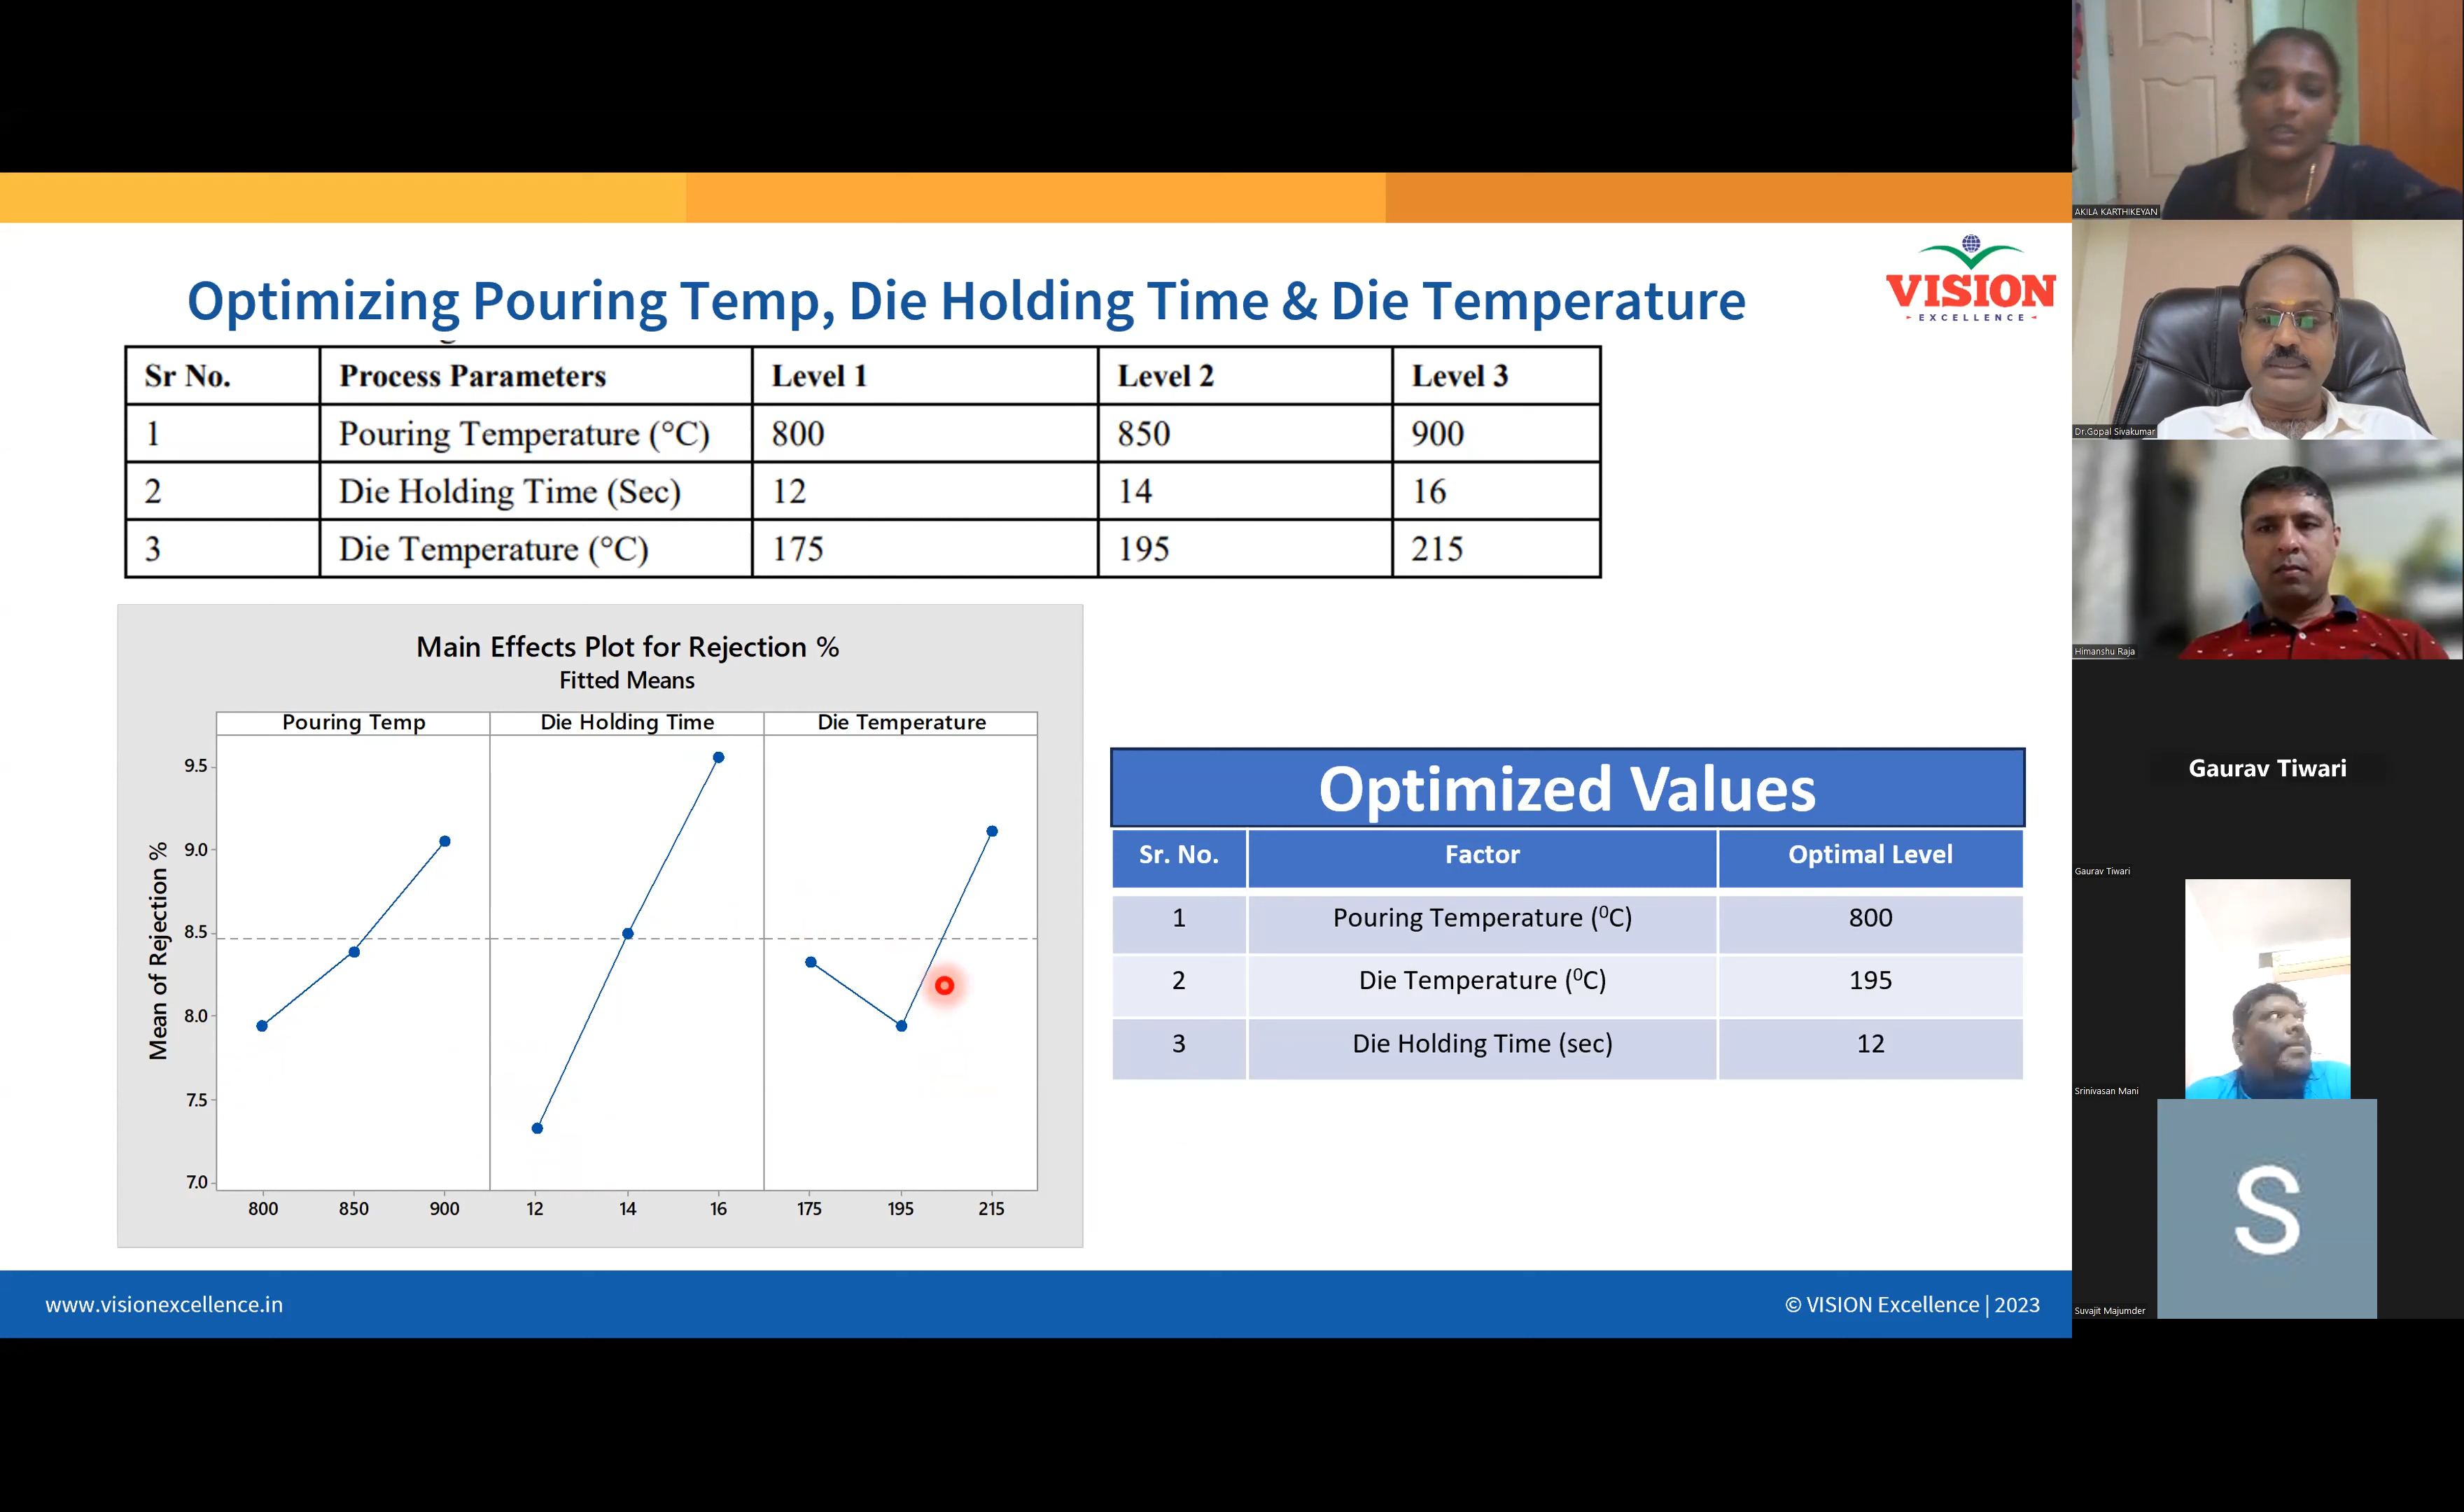 Optimizing Pouring Temp, Die Holding Time & Die Temperature
VISION
EXCELLENCE
Sr No. Process Parameters Level 1 Level 2 Level 3
1 Pouring Temperature (°C) 800 850 900
2 Die Holding Time (Sec) 12 14 16
3 Die Temperature (°C) 175 195 215
Main Effects Plot for Rejection %
Fitted Means
Pouring Temp Die Holding Time Die Temperature
Mean of Rejection %
9.5
9.0
8.5
8.0
7.5
7.0
800 850 900 12 14 16 175 195 215
Optimized Values
Sr. No. Factor Optimal Level
1 Pouring Temperature (⁰C) 800
2 Die Temperature (⁰C) 195
3 Die Holding Time (sec) 12
www.visionexcellence.in
© VISION Excellence | 2023
AKILA KARTHIKEYAN
Dr.Gopal Sivakumar
Himanshu Raja
Gaurav Tiwari
Gaurav Tiwari
Srinivasan Mani
S
Suvajit Majumder